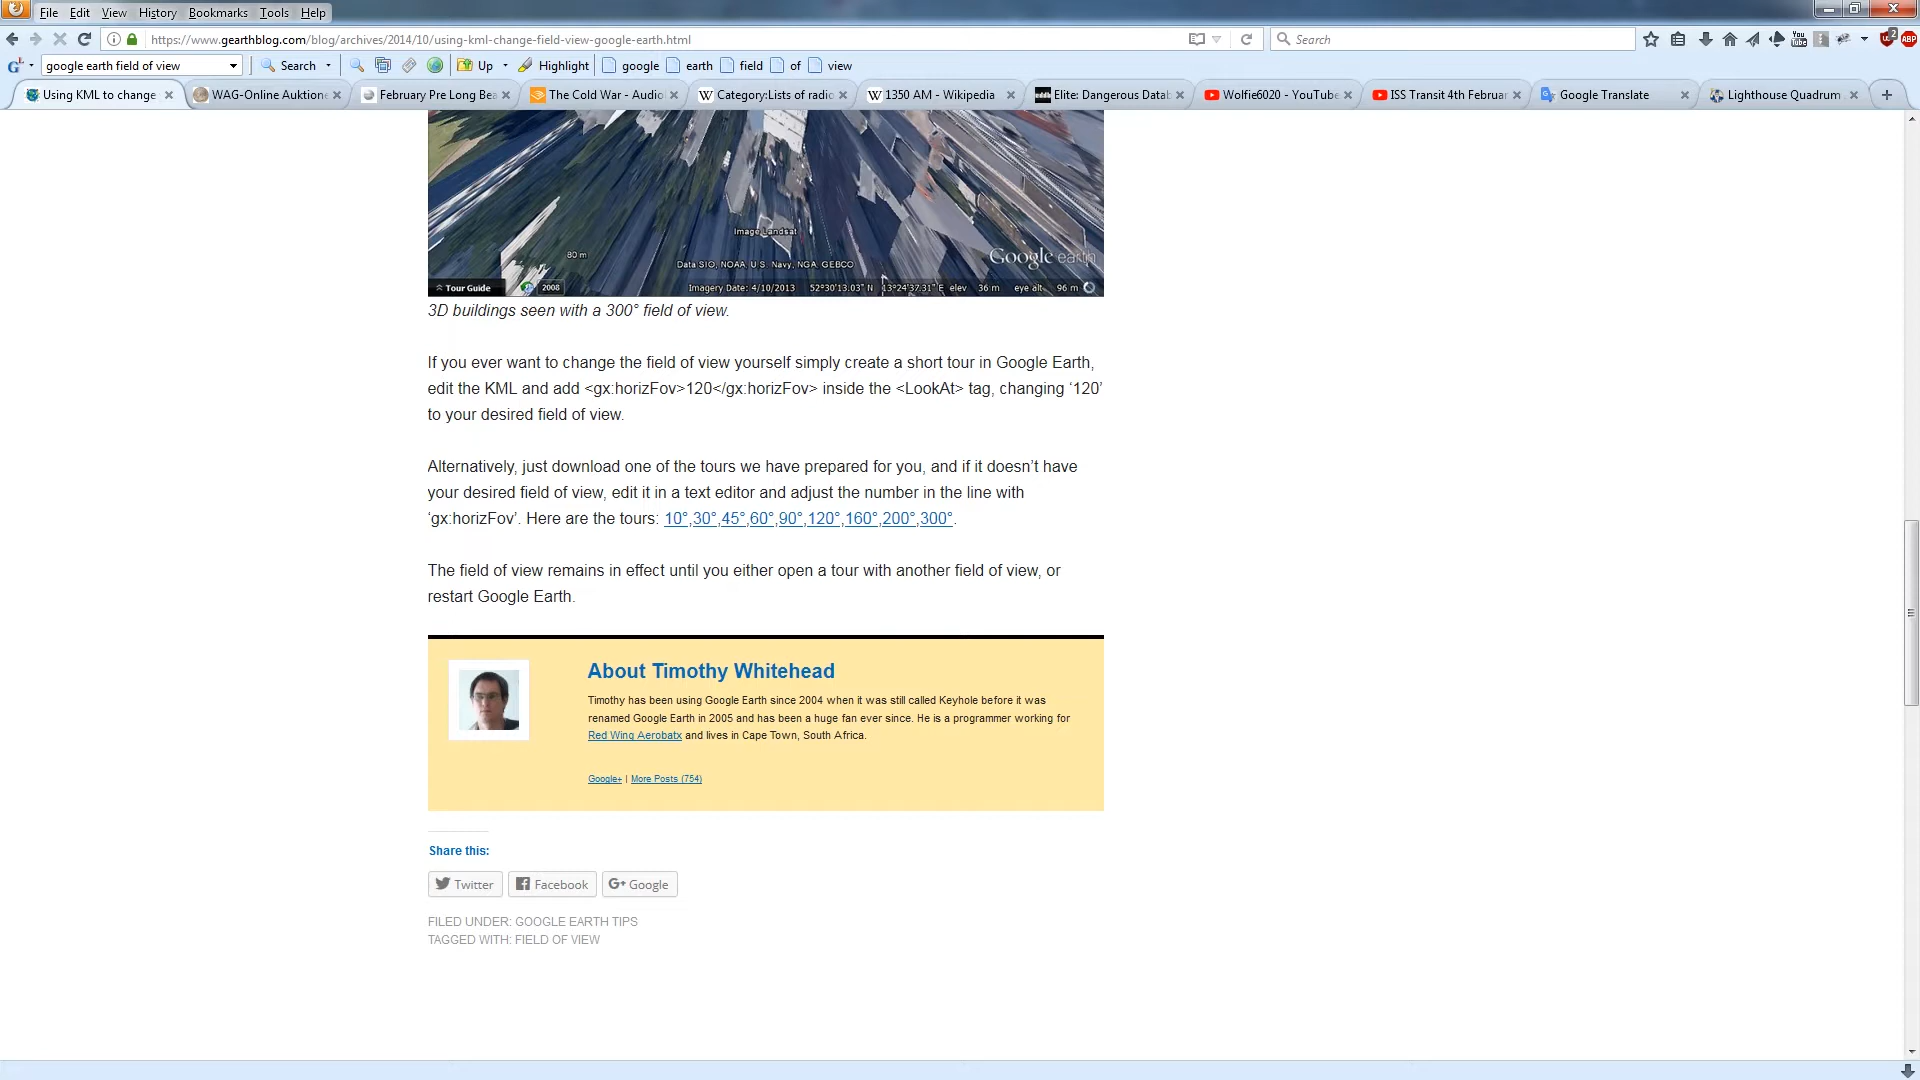 File Edit View History Bookmarks Tools Help
https://www.gearthblog.com/blog/archives/2014/10/using-kml-change-field-view-google-earth.html
Search
google earth field of view Search Up Highlight google earth field of view
Using KML to change WAG-Online Auktione February Pre Long Bea The Cold War - Audiol Category:Lists of radio 1350 AM - Wikipedia Elite: Dangerous Datab Wolfie6020 - YouTube ISS Transit 4th Februar Google Translate Lighthouse Quadrum
Image Landsat
80 m
Data SIO, NOAA, U.S. Navy, NGA, GEBCO
Google earth
Tour Guide 2008 Imagery Date: 4/10/2013 52°30'13.03" N 13°24'37.31" E elev 36 m eye alt 96 m
3D buildings seen with a 300° field of view.
If you ever want to change the field of view yourself simply create a short tour in Google Earth,
edit the KML and add <gx:horizFov>120</gx:horizFov> inside the <LookAt> tag, changing ‘120’
to your desired field of view.
Alternatively, just download one of the tours we have prepared for you, and if it doesn’t have
your desired field of view, edit it in a text editor and adjust the number in the line with
‘gx:horizFov’. Here are the tours: 10°,30°,45°,60°,90°,120°,160°,200°,300°.
The field of view remains in effect until you either open a tour with another field of view, or
restart Google Earth.
About Timothy Whitehead
Timothy has been using Google Earth since 2004 when it was still called Keyhole before it was
renamed Google Earth in 2005 and has been a huge fan ever since. He is a programmer working for
Red Wing Aerobatx and lives in Cape Town, South Africa.
Google+ | More Posts (754)
Share this:
Twitter Facebook G+ Google
FILED UNDER: GOOGLE EARTH TIPS
TAGGED WITH: FIELD OF VIEW